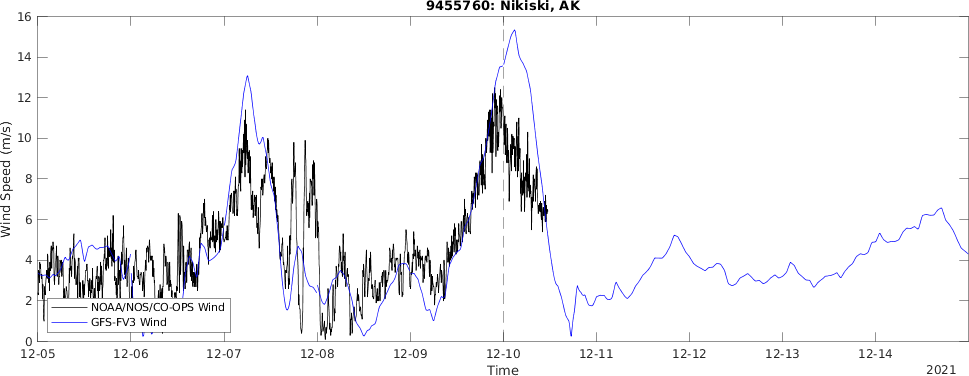 9455760: Nikiski, AK
Wind Speed (m/s)
16
14
12
10
8
6
4
2
0
NOAA/NOS/CO-OPS Wind
GFS-FV3 Wind
12-05 12-06 12-07 12-08 12-09 12-10 12-11 12-12 12-13 12-14
Time
2021